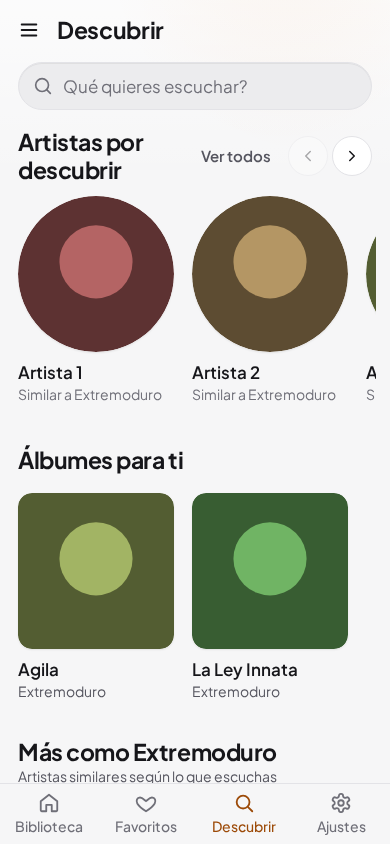 Descubrir
Qué quieres escuchar?
Artistas por
descubrir
Ver todos
Artista 1
Similar a Extremoduro
Artista 2
Similar a Extremoduro
A
S
Álbumes para ti
Agila
Extremoduro
La Ley Innata
Extremoduro
Más como Extremoduro
Artistas similares según lo que escuchas
Biblioteca
Favoritos
Descubrir
Ajustes